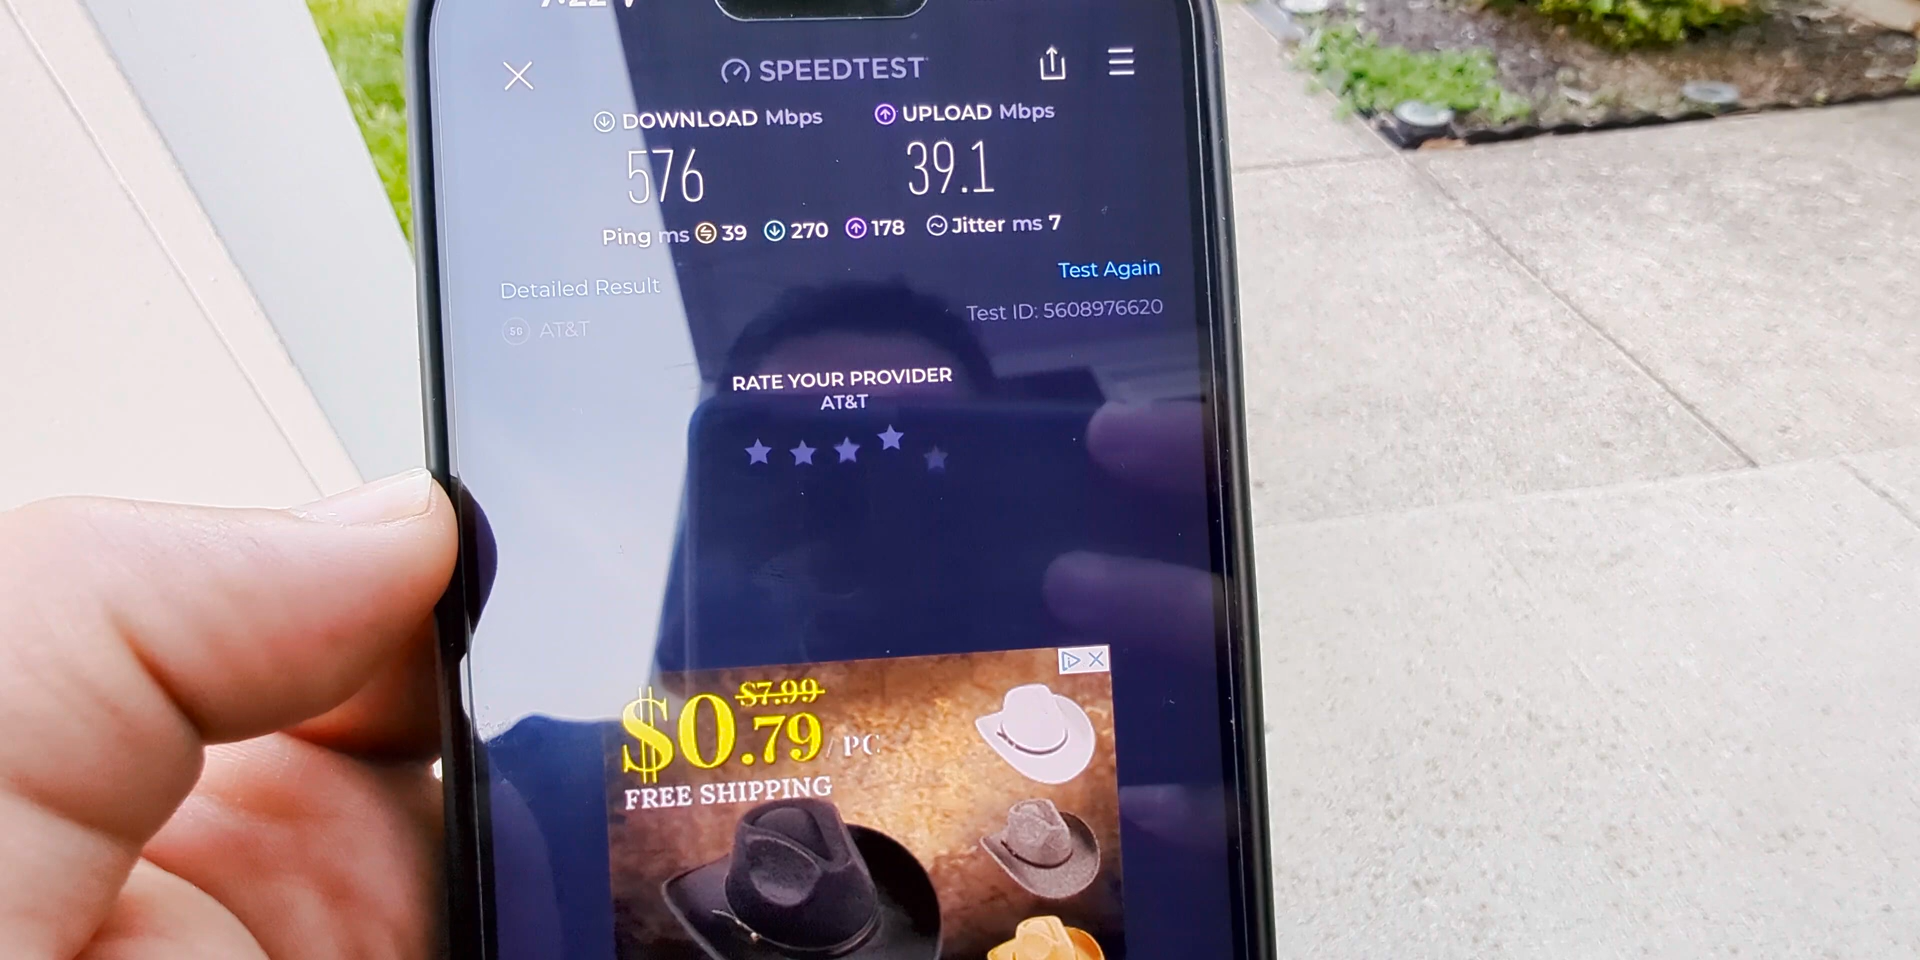 SPEEDTEST
DOWNLOAD Mbps UPLOAD Mbps
576 39.1
Ping ms 39 270 178 Jitter ms 7
Test Again
Detailed Result
Test ID: 5608976620
5G AT&T
RATE YOUR PROVIDER
AT&T
$7.99
$0.79 / PC
FREE SHIPPING